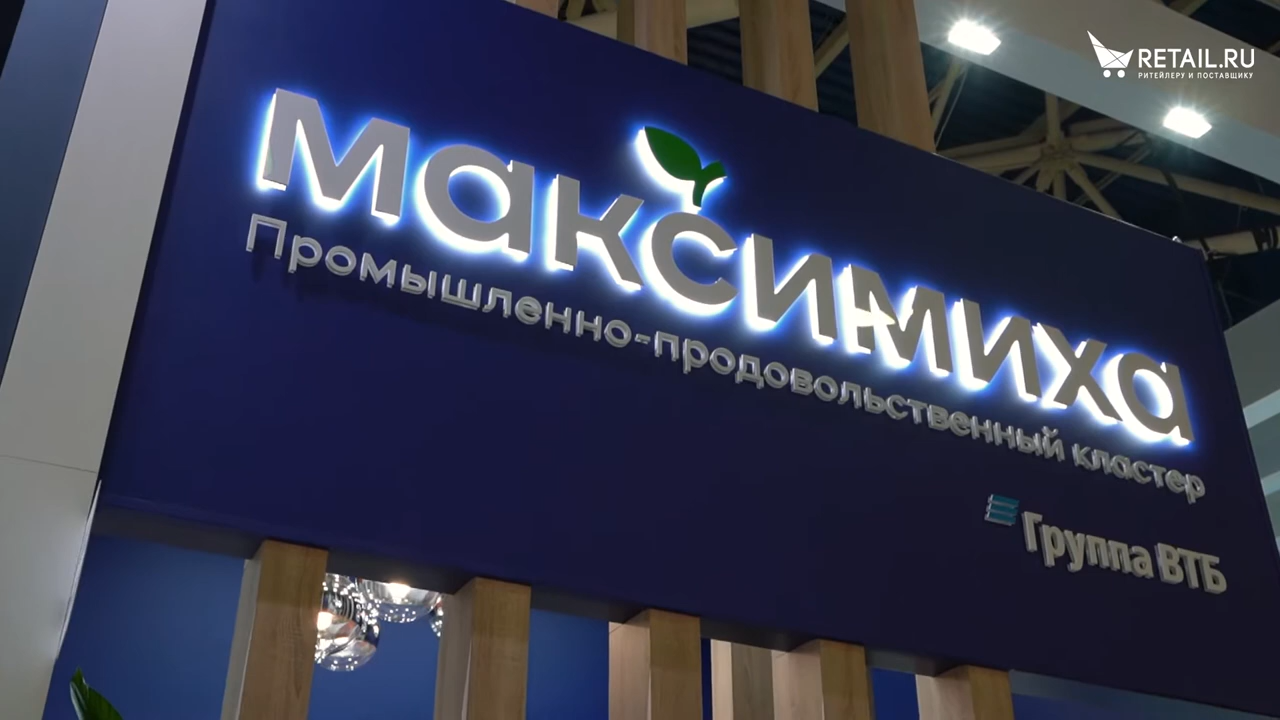 RETAIL.RU
РИТЕЙЛЕРУ И ПОСТАВЩИКУ
максимиха
Промышленно-продовольственный кластер
Группа ВТБ